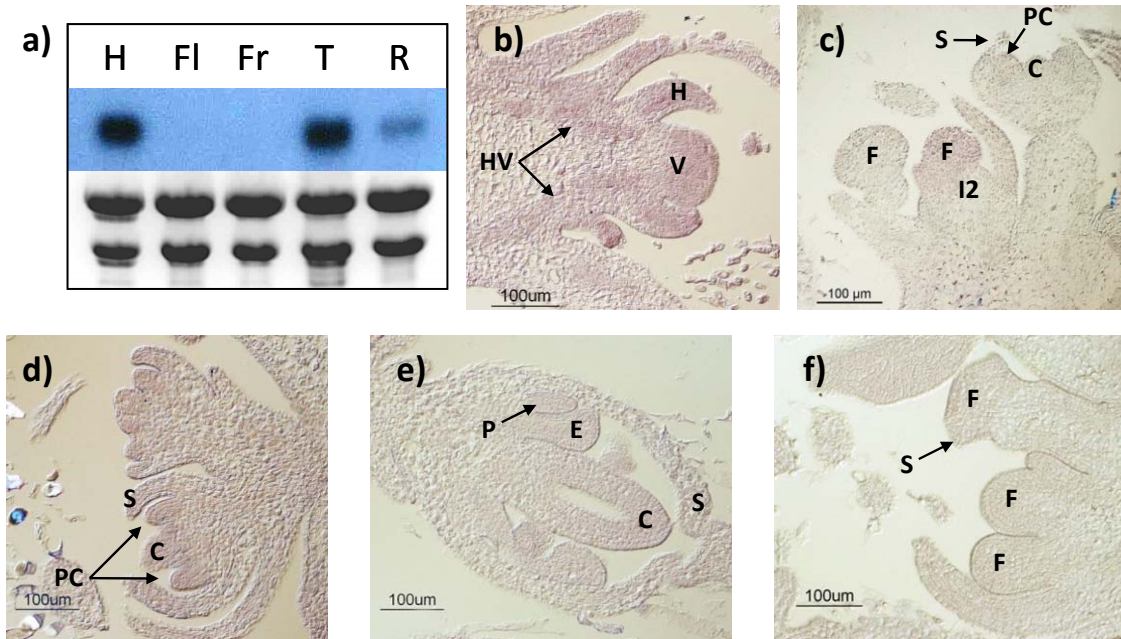 a)
H Fl Fr T R
b)
H
HV
V
100um
c)
S PC
C
F F
I2
100 µm
d)
S
C
PC
100um
e)
P E
S
C
100um
f)
F
S
F
F
100um